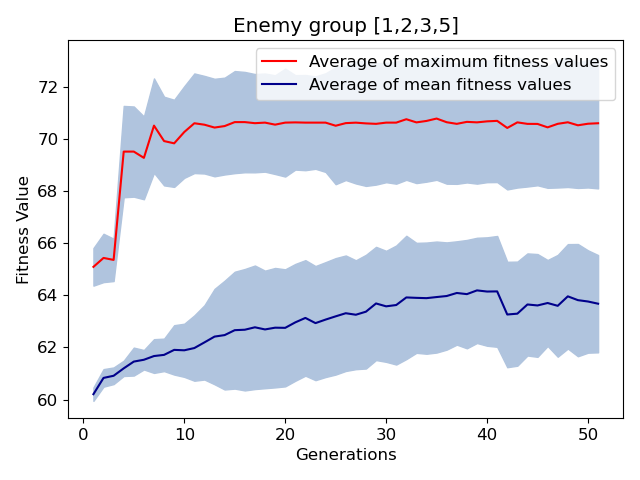 Enemy group [1,2,3,5]
Average of maximum fitness values
Average of mean fitness values
Fitness Value
72
70
68
66
64
62
60
0
10
20
30
40
50
Generations